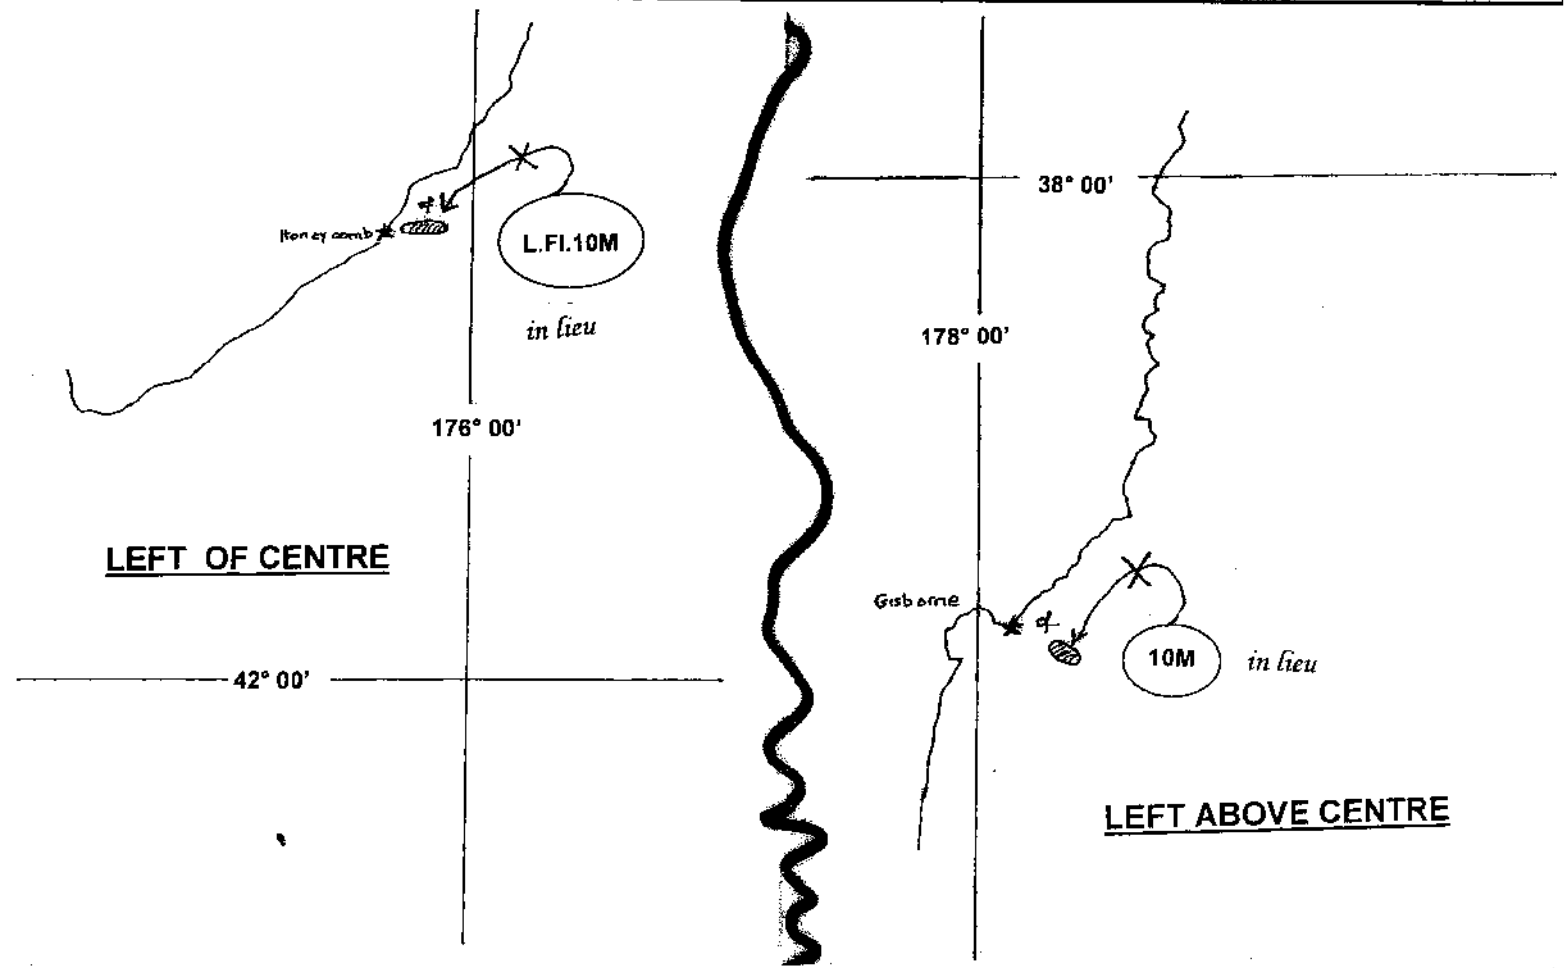 Honeycomb
L.Fl.10M
in lieu
176° 00'
LEFT OF CENTRE
42° 00'
38° 00'
178° 00'
Gisborne
10M
in lieu
LEFT ABOVE CENTRE